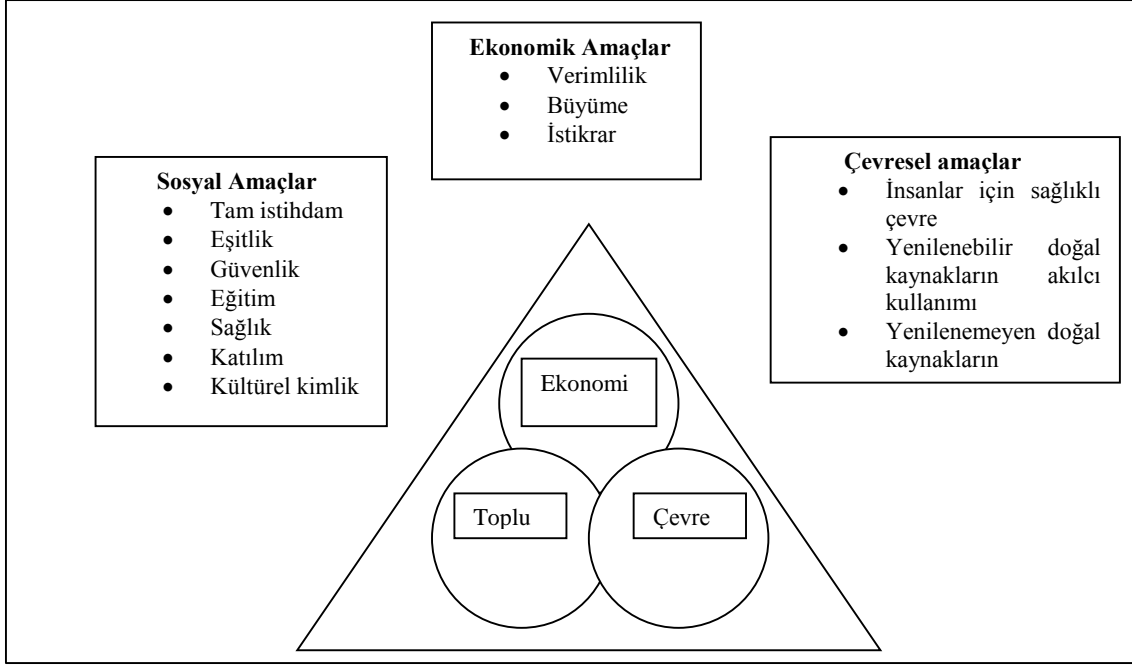 Ekonomik Amaçlar
• Verimlilik
• Büyüme
• İstikrar
Sosyal Amaçlar
• Tam istihdam
• Eşitlik
• Güvenlik
• Eğitim
• Sağlık
• Katılım
• Kültürel kimlik
Çevresel amaçlar
• İnsanlar için sağlıklı
çevre
• Yenilenebilir doğal
kaynakların akılcı
kullanımı
• Yenilenemeyen doğal
kaynakların
Ekonomi
Toplu
Çevre